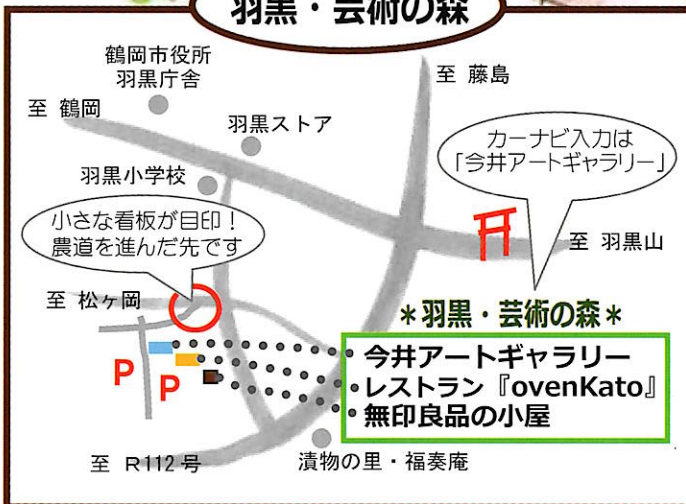 羽黒・芸術の森
鶴岡市役所
羽黒庁舎
至 藤島
至 鶴岡
羽黒ストア
カーナビ入力は
「今井アートギャラリー」
羽黒小学校
小さな看板が目印！
農道を進んだ先です
至 羽黒山
至 松ヶ岡
＊羽黒・芸術の森＊
今井アートギャラリー
レストラン『ovenKato』
無印良品の小屋
P
P
至 R112号
漬物の里・福奏庵